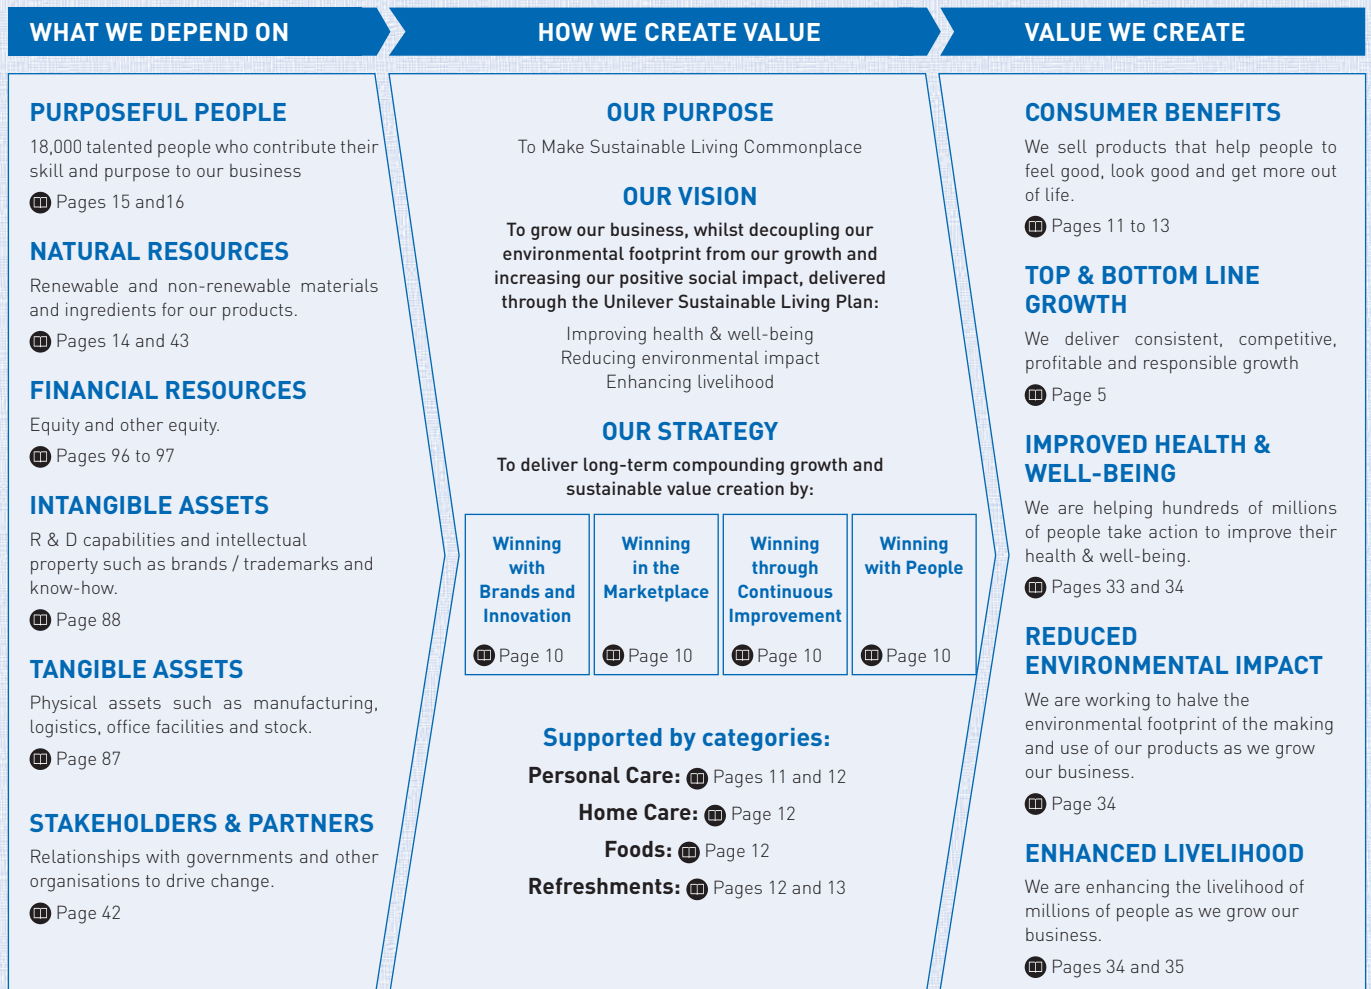 WHAT WE DEPEND ON
HOW WE CREATE VALUE
VALUE WE CREATE
PURPOSEFUL PEOPLE
18,000 talented people who contribute their
skill and purpose to our business
Pages 15 and16
NATURAL RESOURCES
Renewable and non-renewable materials
and ingredients for our products.
Pages 14 and 43
FINANCIAL RESOURCES
Equity and other equity.
Pages 96 to 97
INTANGIBLE ASSETS
R & D capabilities and intellectual
property such as brands / trademarks and
know-how.
Page 88
TANGIBLE ASSETS
Physical assets such as manufacturing,
logistics, office facilities and stock.
Page 87
STAKEHOLDERS & PARTNERS
Relationships with governments and other
organisations to drive change.
Page 42
OUR PURPOSE
To Make Sustainable Living Commonplace
OUR VISION
To grow our business, whilst decoupling our
environmental footprint from our growth and
increasing our positive social impact, delivered
through the Unilever Sustainable Living Plan:
Improving health & well-being
Reducing environmental impact
Enhancing livelihood
OUR STRATEGY
To deliver long-term compounding growth and
sustainable value creation by:
Winning
with
Brands and
Innovation
Page 10
Winning
in the
Marketplace
Page 10
Winning
through
Continuous
Improvement
Page 10
Winning
with People
Page 10
Supported by categories:
Personal Care: Pages 11 and 12
Home Care: Page 12
Foods: Page 12
Refreshments: Pages 12 and 13
CONSUMER BENEFITS
We sell products that help people to
feel good, look good and get more out
of life.
Pages 11 to 13
TOP & BOTTOM LINE
GROWTH
We deliver consistent, competitive,
profitable and responsible growth
Page 5
IMPROVED HEALTH &
WELL-BEING
We are helping hundreds of millions
of people take action to improve their
health & well-being.
Pages 33 and 34
REDUCED
ENVIRONMENTAL IMPACT
We are working to halve the
environmental footprint of the making
and use of our products as we grow
our business.
Page 34
ENHANCED LIVELIHOOD
We are enhancing the livelihood of
millions of people as we grow our
business.
Pages 34 and 35